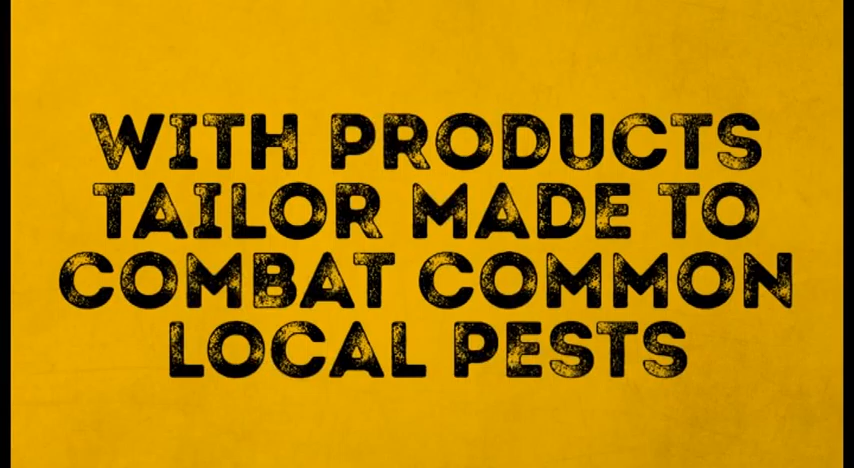 WITH PRODUCTS
TAILOR MADE TO
COMBAT COMMON
LOCAL PESTS